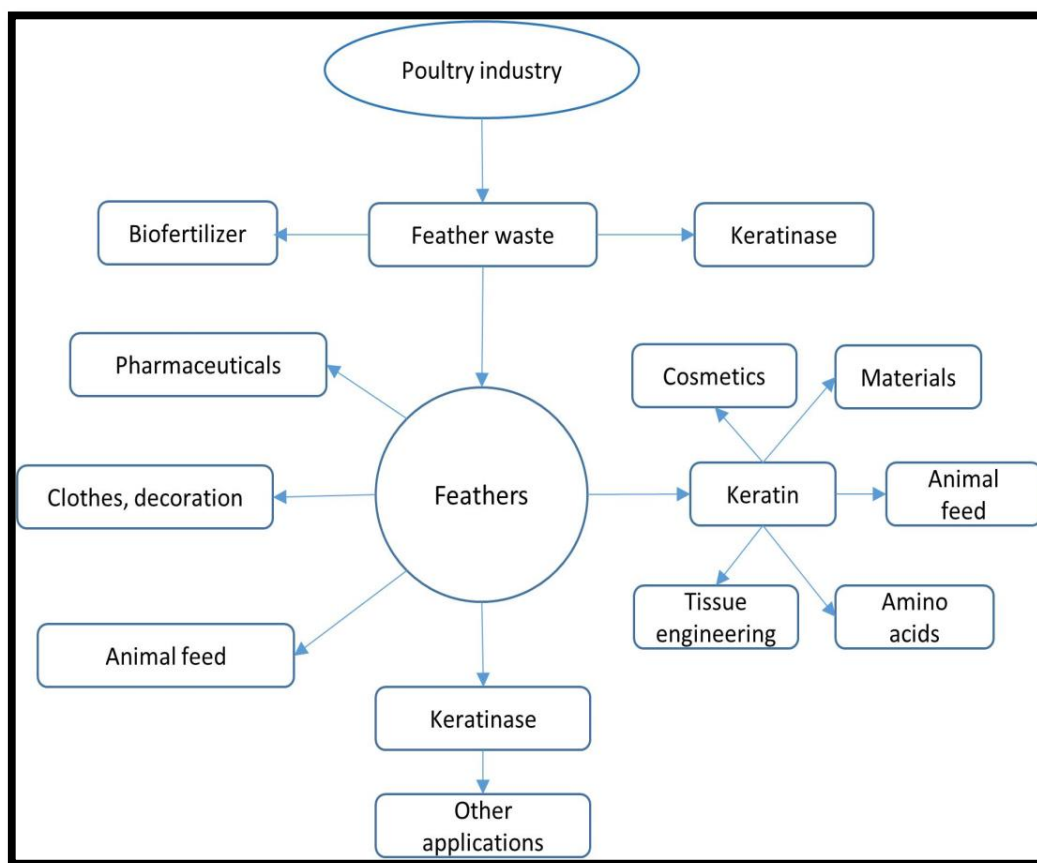 Poultry industry
Biofertilizer
Feather waste
Keratinase
Pharmaceuticals
Cosmetics
Materials
Clothes, decoration
Feathers
Keratin
Animal
feed
Tissue
engineering
Amino
acids
Animal feed
Keratinase
Other
applications